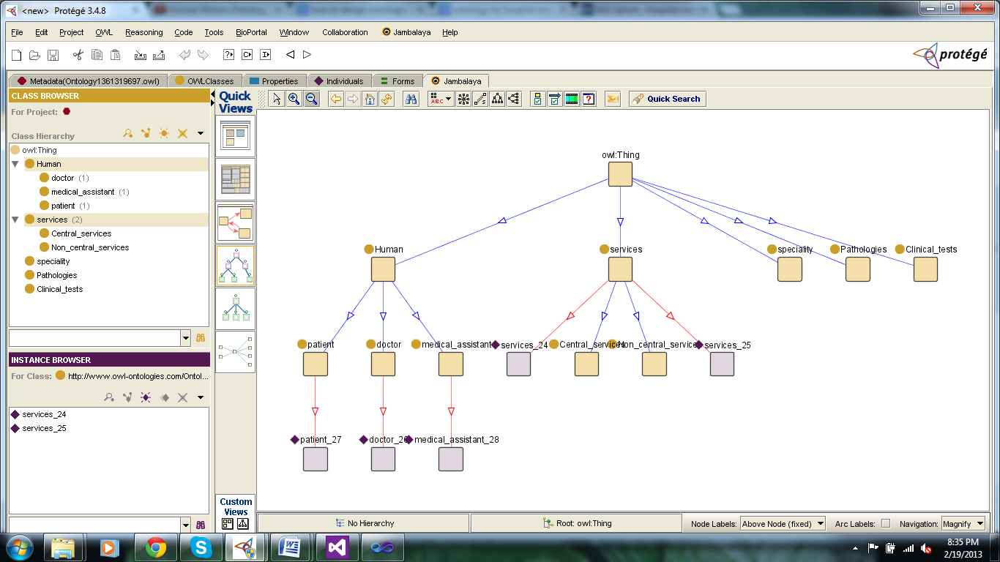 <new> Protégé 3.4.8
File Edit Project OWL Reasoning Code Tools BioPortal Window Collaboration Jambalaya Help
protégé
Metadata(Ontology1361319697.owl) OWLClasses Properties Individuals Forms Jambalaya
CLASS BROWSER
For Project:
Class Hierarchy
owl:Thing
Human
doctor (1)
medical_assistant (1)
patient (1)
services (2)
Central_services
Non_central_services
speciality
Pathologies
Clinical_tests
INSTANCE BROWSER
For Class: http://www.owl-ontologies.com/Ontol...
services_24
services_25
Quick
Views
Custom
Views
ABC
Quick Search
owl:Thing
Human services speciality Pathologies Clinical_tests
patient doctor medical_assistant services_24 Central_services Non_central_service services_25
patient_27 doctor_26 medical_assistant_28
No Hierarchy Root: owl:Thing Node Labels: Above Node (fixed) Arc Labels: Navigation: Magnify
8:35 PM
2/19/2013